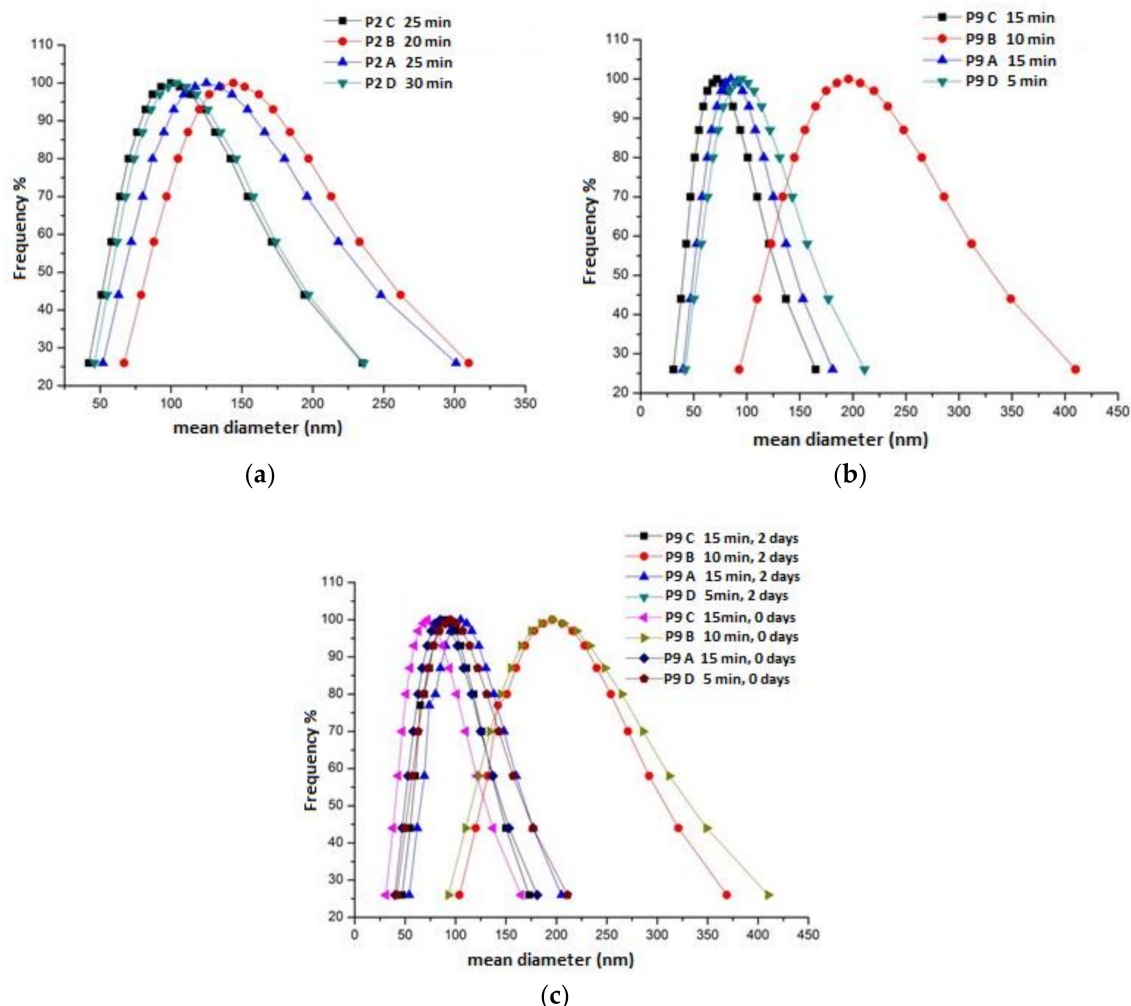 P2 C 25 min
P2 B 20 min
P2 A 25 min
P2 D 30 min
110
100
90
80
70
60
50
40
30
20
Frequency %
50 100 150 200 250 300 350
mean diameter (nm)
(a)
P9 C 15 min
P9 B 10 min
P9 A 15 min
P9 D 5 min
110
100
90
80
70
60
50
40
30
20
Frequency %
0 50 100 150 200 250 300 350 400 450
mean diameter (nm)
(b)
P9 C 15 min, 2 days
P9 B 10 min, 2 days
P9 A 15 min, 2 days
P9 D 5min, 2 days
P9 C 15min, 0 days
P9 B 10 min, 0 days
P9 A 15 min, 0 days
P9 D 5 min, 0 days
110
100
90
80
70
60
50
40
30
20
Frequency %
0 50 100 150 200 250 300 350 400 450
mean diameter (nm)
(c)